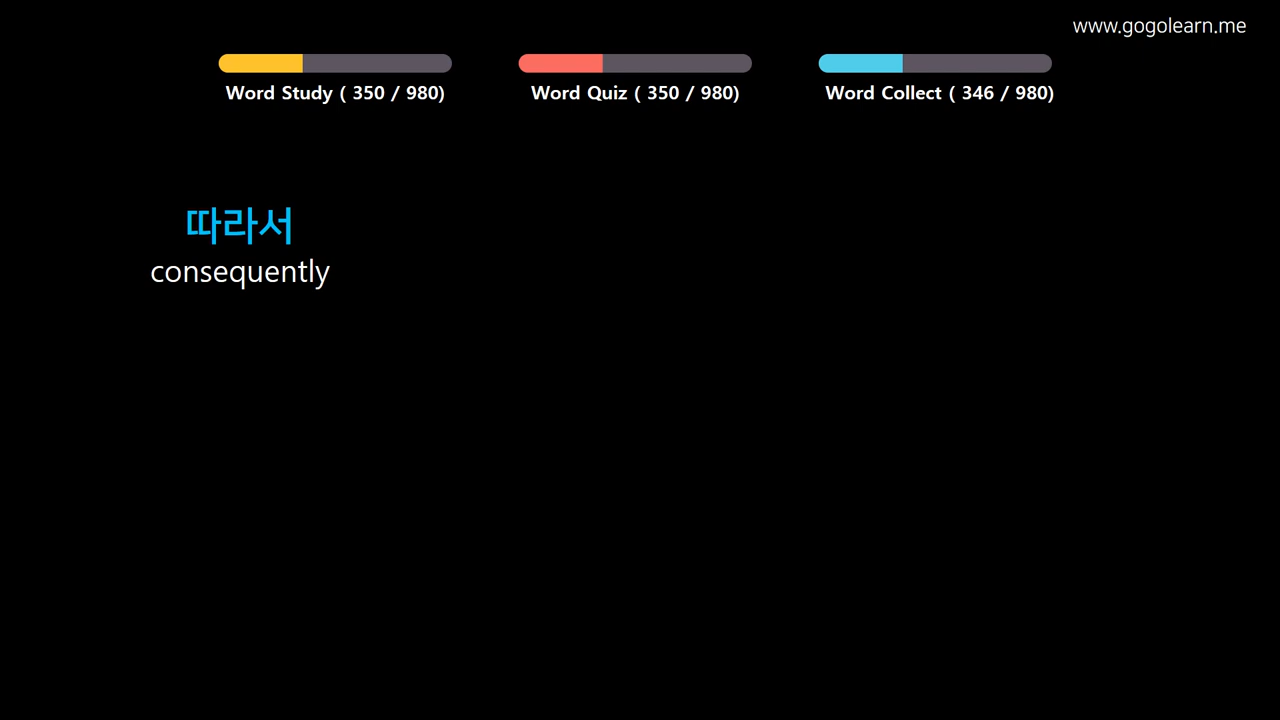 www.gogolearn.me
Word Study ( 350 / 980)
Word Quiz ( 350 / 980)
Word Collect ( 346 / 980)
따라서
consequently